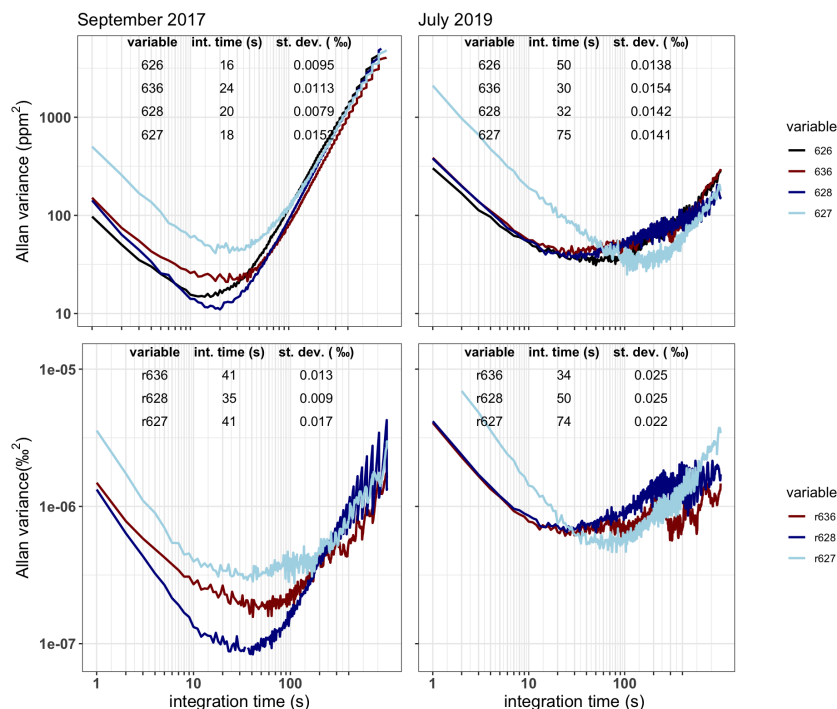 September 2017
July 2019
variable int. time (s) st. dev. ( ‰)
626 16 0.0095
636 24 0.0113
628 20 0.0079
627 18 0.0152
variable int. time (s) st. dev. ( ‰)
626 50 0.0138
636 30 0.0154
628 32 0.0142
627 75 0.0141
Allan variance (ppm²)
1000
100
10
variable
626
636
628
627
variable int. time (s) st. dev. ( ‰)
r636 41 0.013
r628 35 0.009
r627 41 0.017
variable int. time (s) st. dev. ( ‰)
r636 34 0.025
r628 50 0.025
r627 74 0.022
Allan variance(‰²)
1e-05
1e-06
1e-07
variable
r636
r628
r627
1 10 100
1 10 100
integration time (s)
integration time (s)